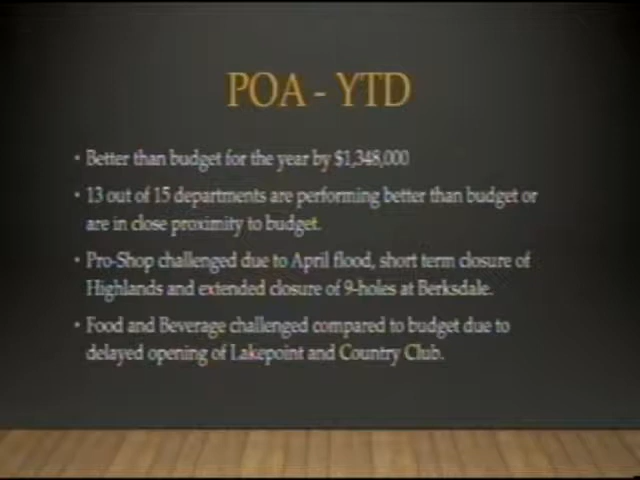 POA - YTD
• Better than budget for the year by $1,348,000
• 13 out of 15 departments are performing better than budget or
are in close proximity to budget.
• Pro-Shop challenged due to April flood, short term closure of
Highlands and extended closure of 9-holes at Berksdale.
• Food and Beverage challenged compared to budget due to
delayed opening of Lakepoint and Country Club.